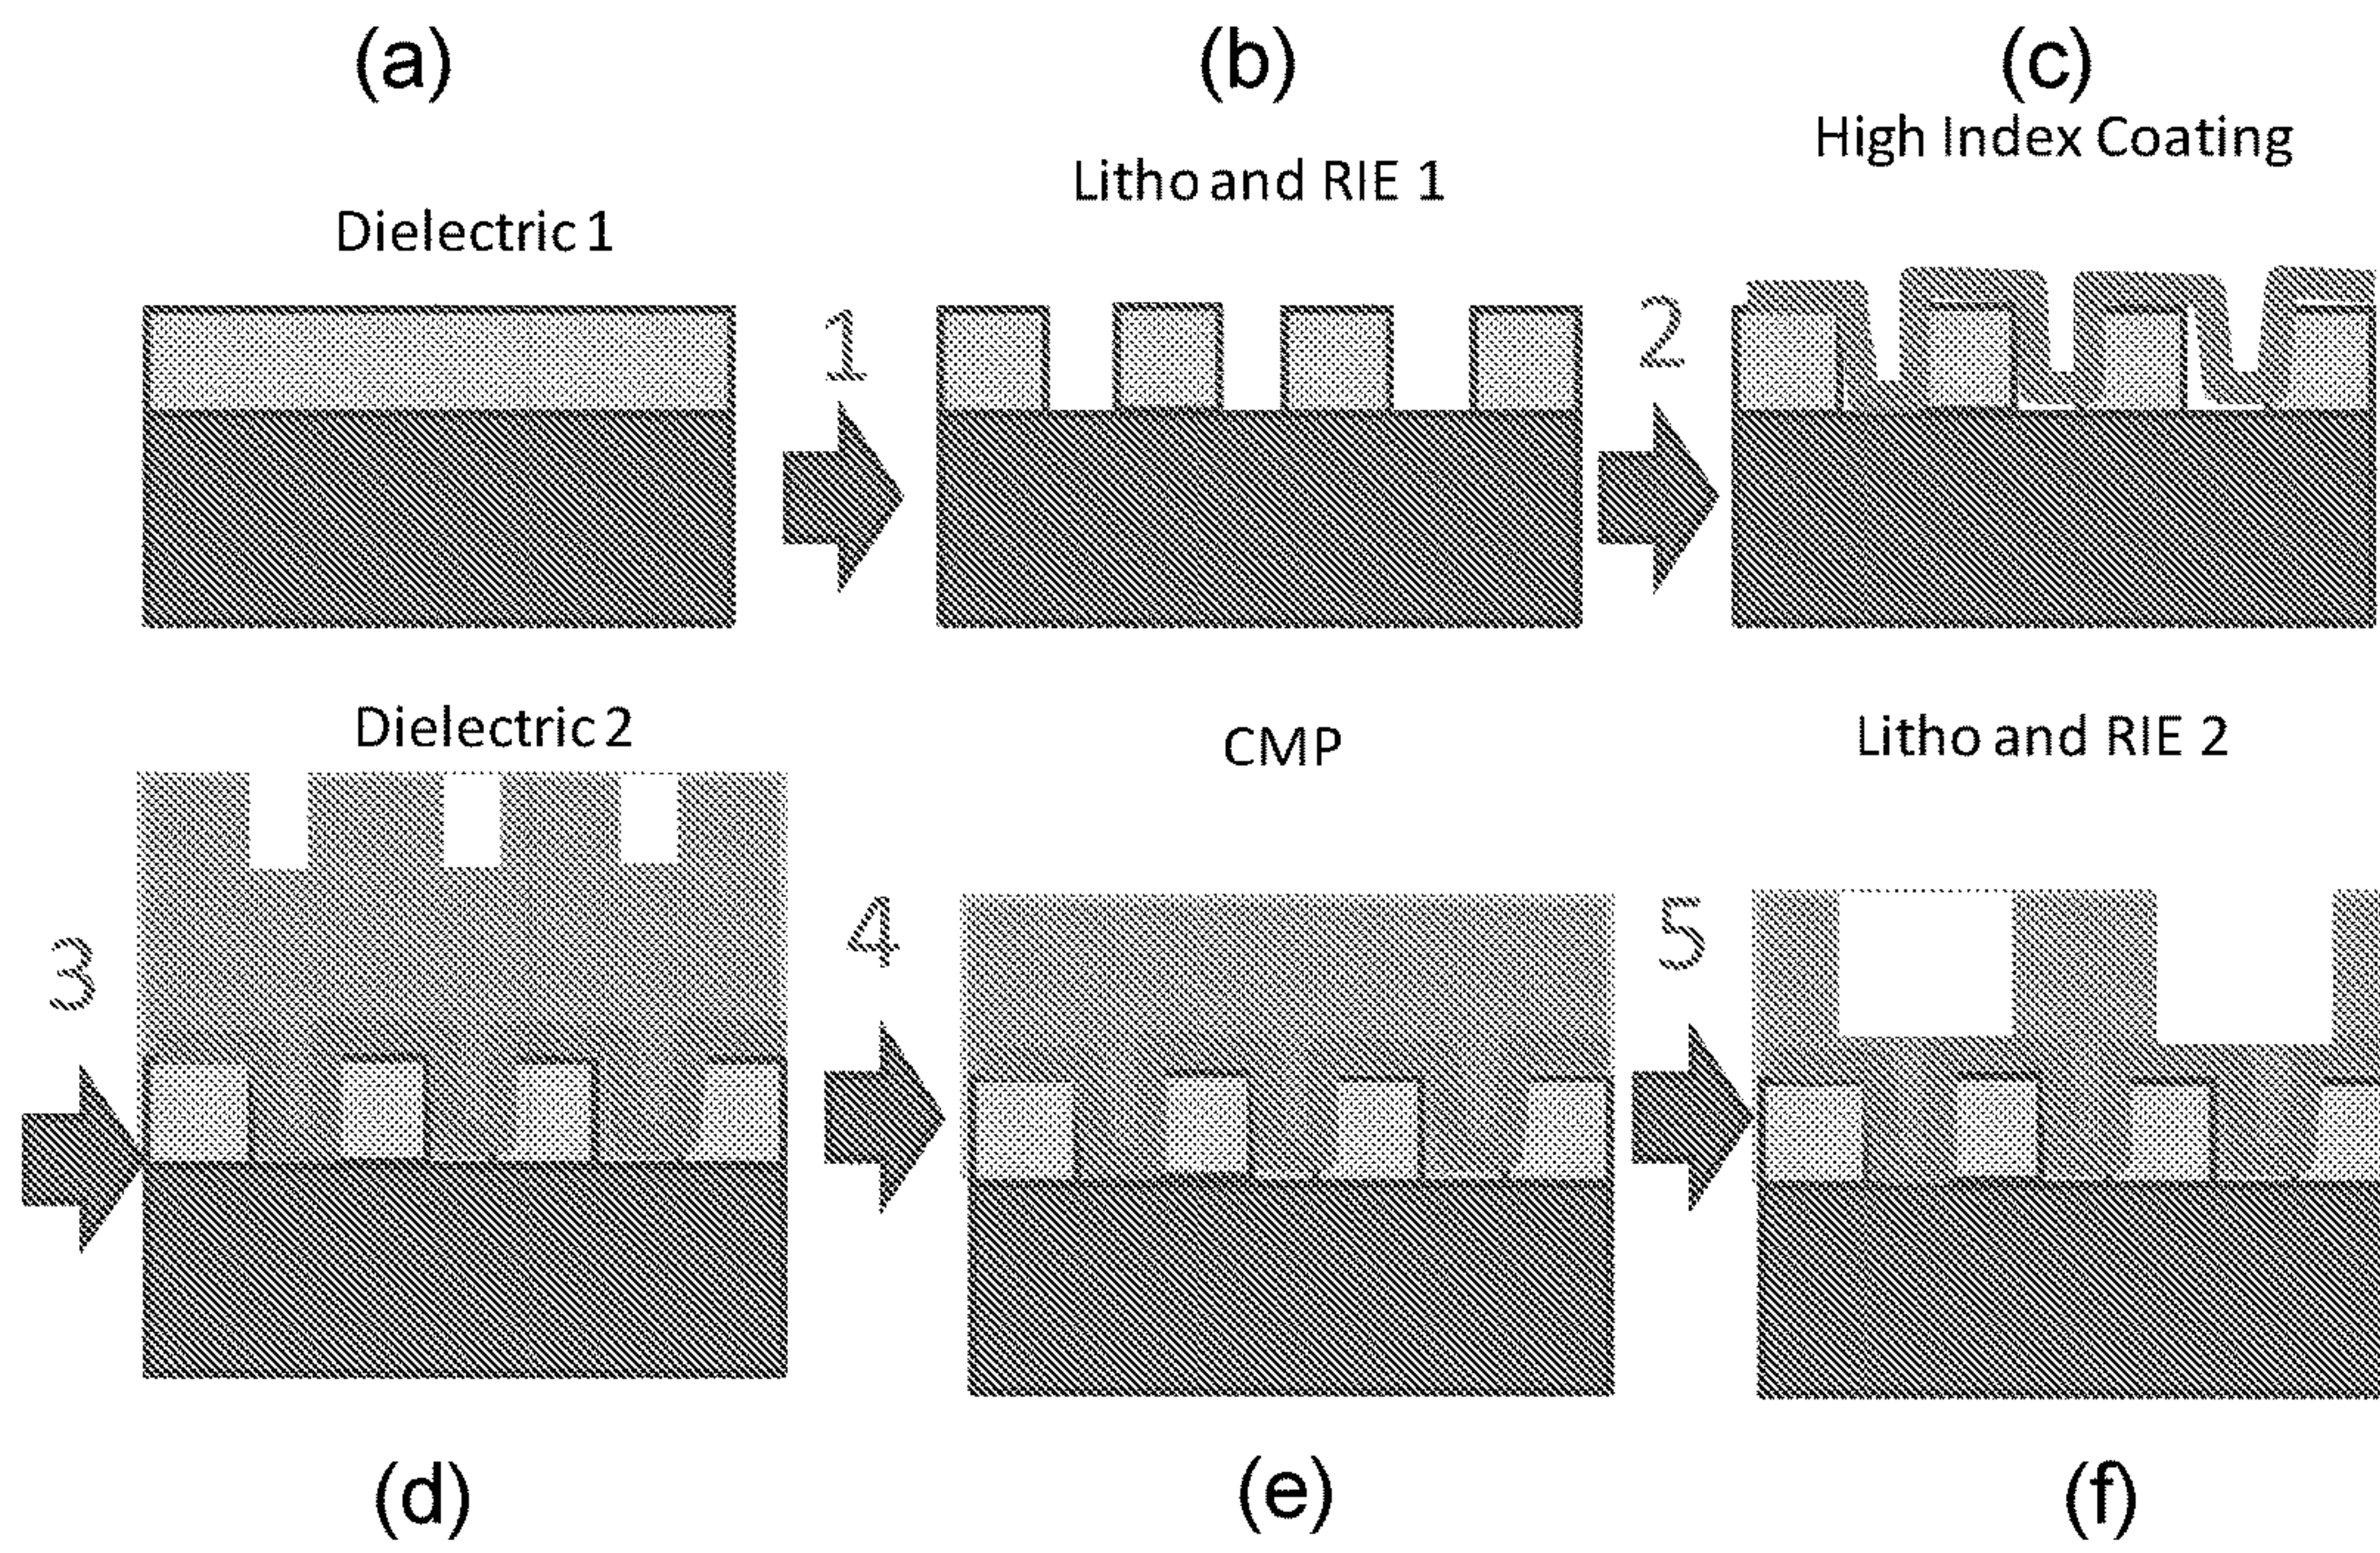 (a)
(b)
(c)
High Index Coating
Litho and RIE 1
Dielectric 1
1
2
Dielectric 2
CMP
Litho and RIE 2
3
4
5
(d)
(e)
(f)